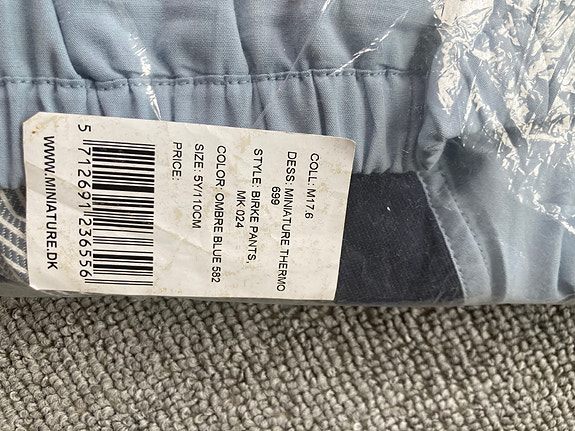 COLL: M17.6
DESS: MINIATURE THERMO
699
STYLE: BIRKE PANTS,
MK 024
COLOR: OMBRE BLUE 582
SIZE: 5Y/110CM
PRICE:
5 712691 236556
WWW.MINIATURE.DK